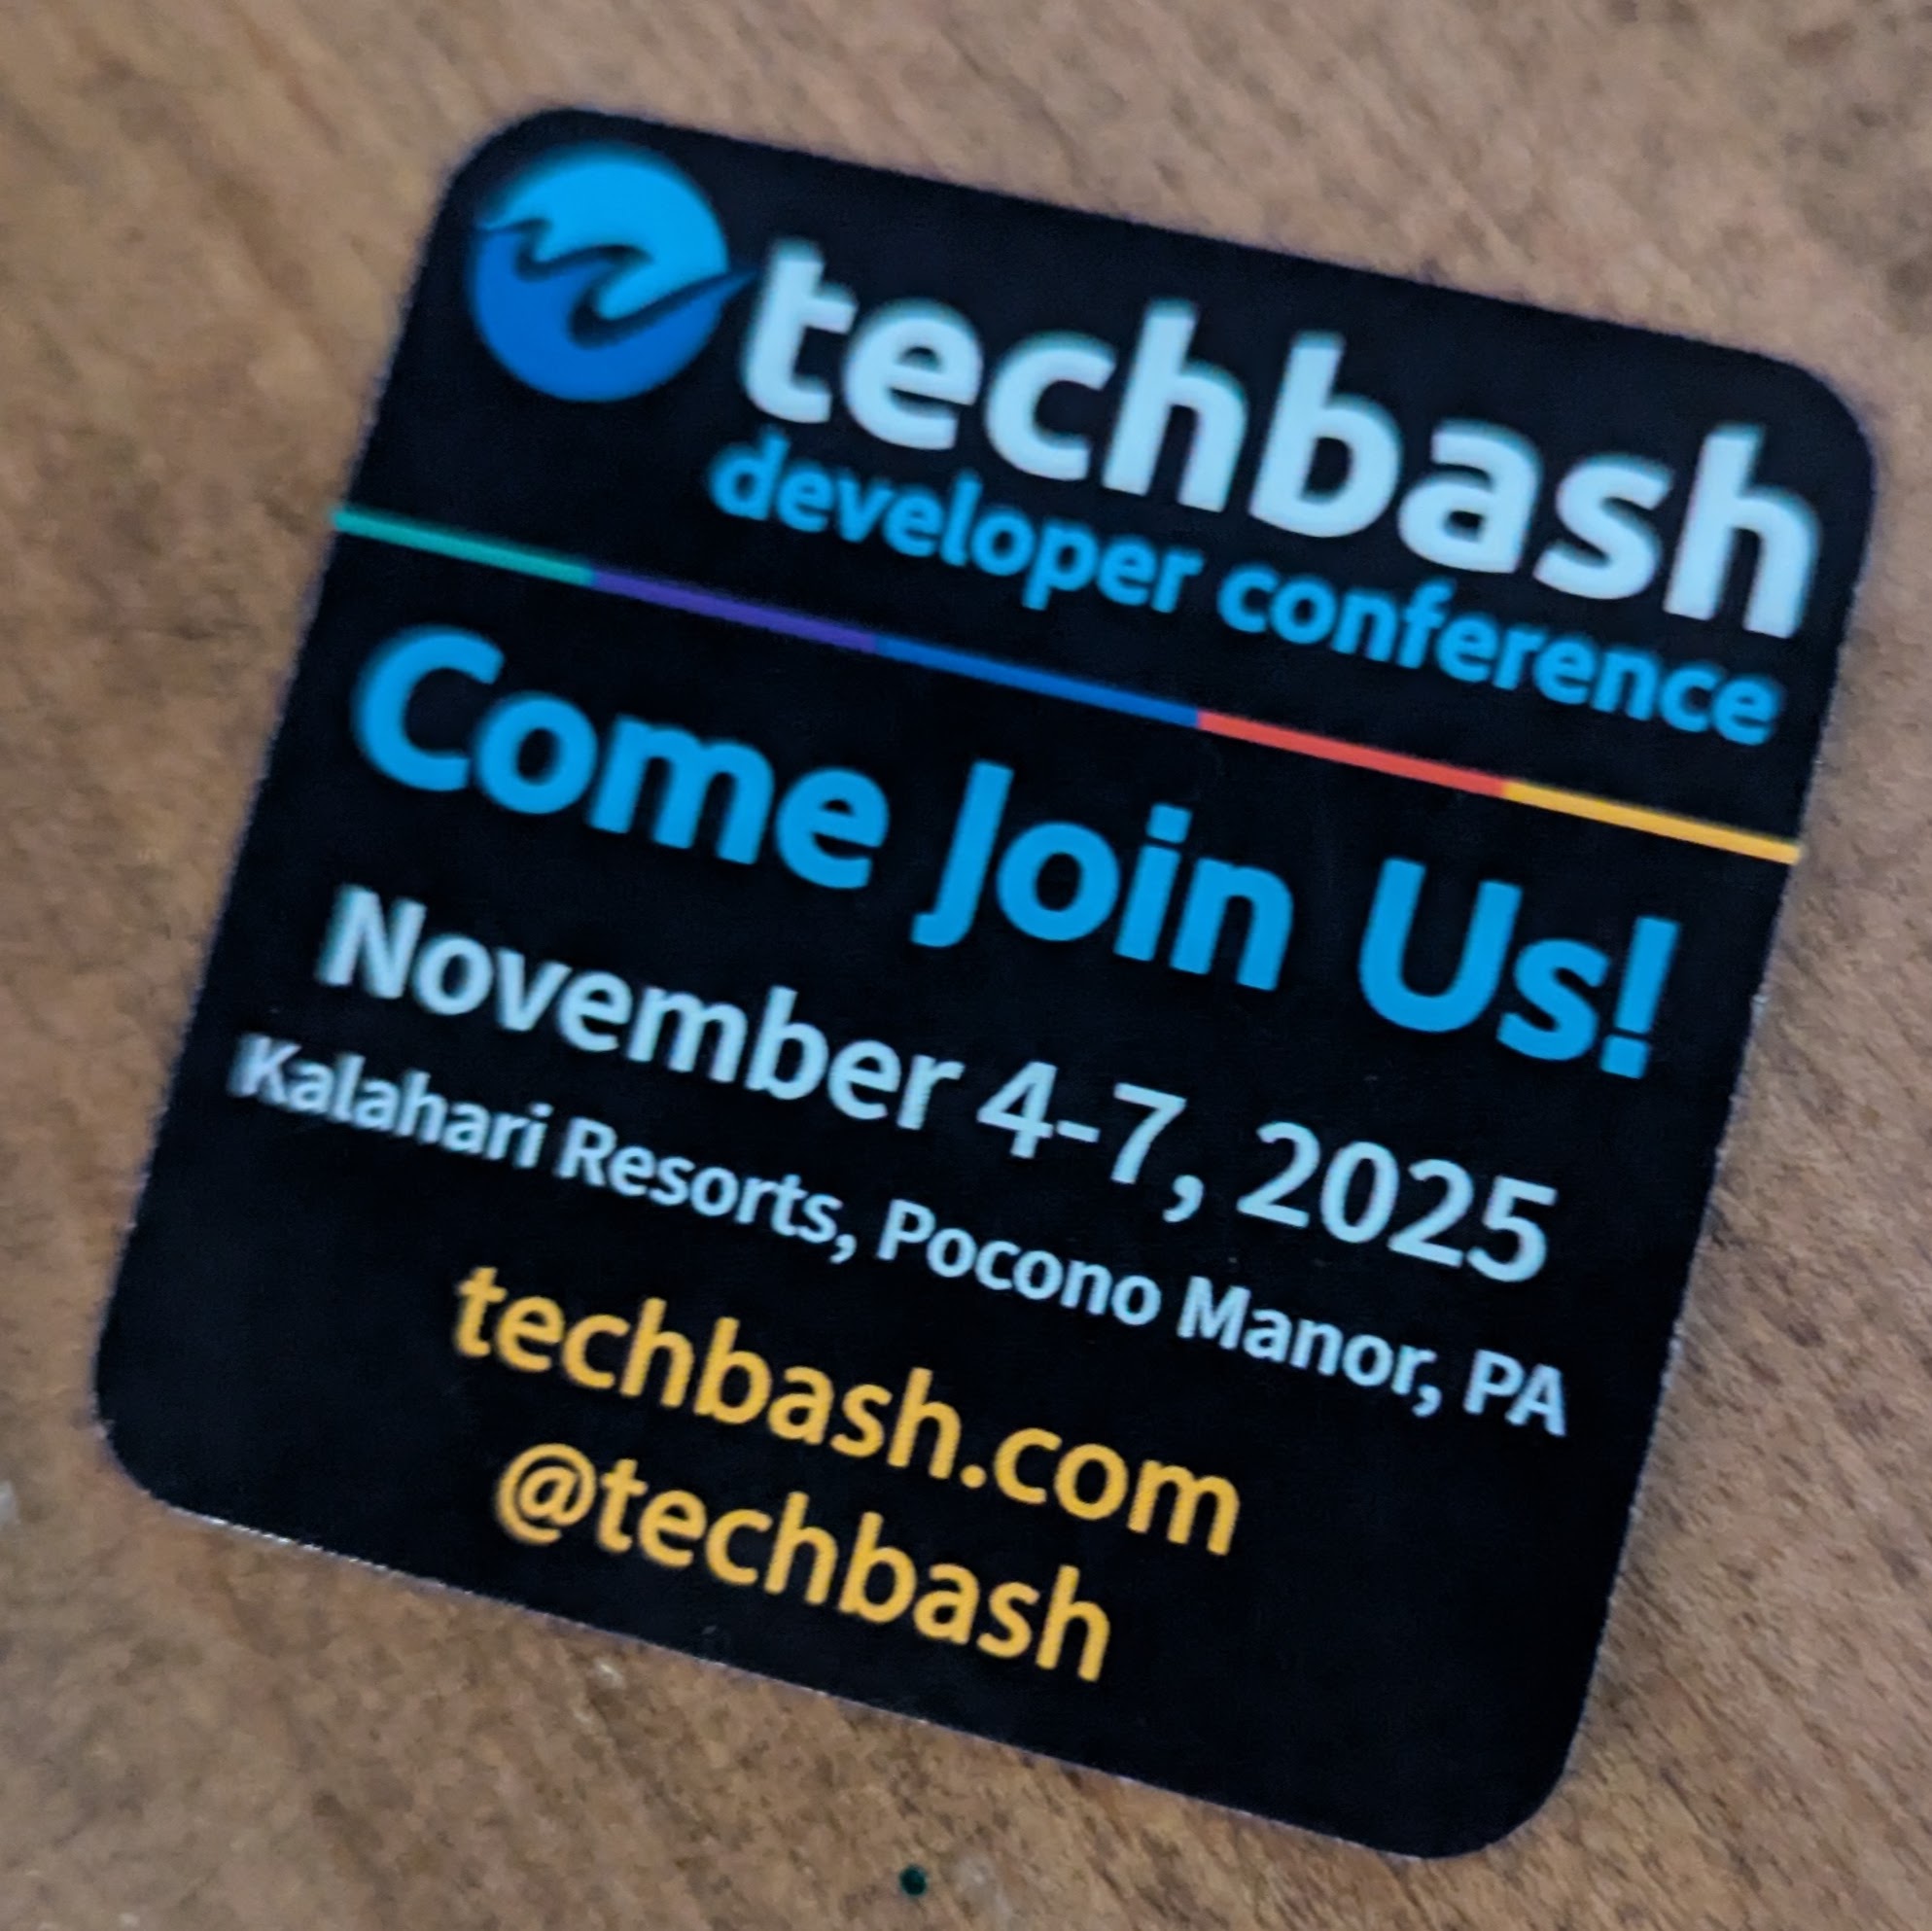 techbash
developer conference
Come Join Us!
November 4-7, 2025
Kalahari Resorts, Pocono Manor, PA
techbash.com
@techbash